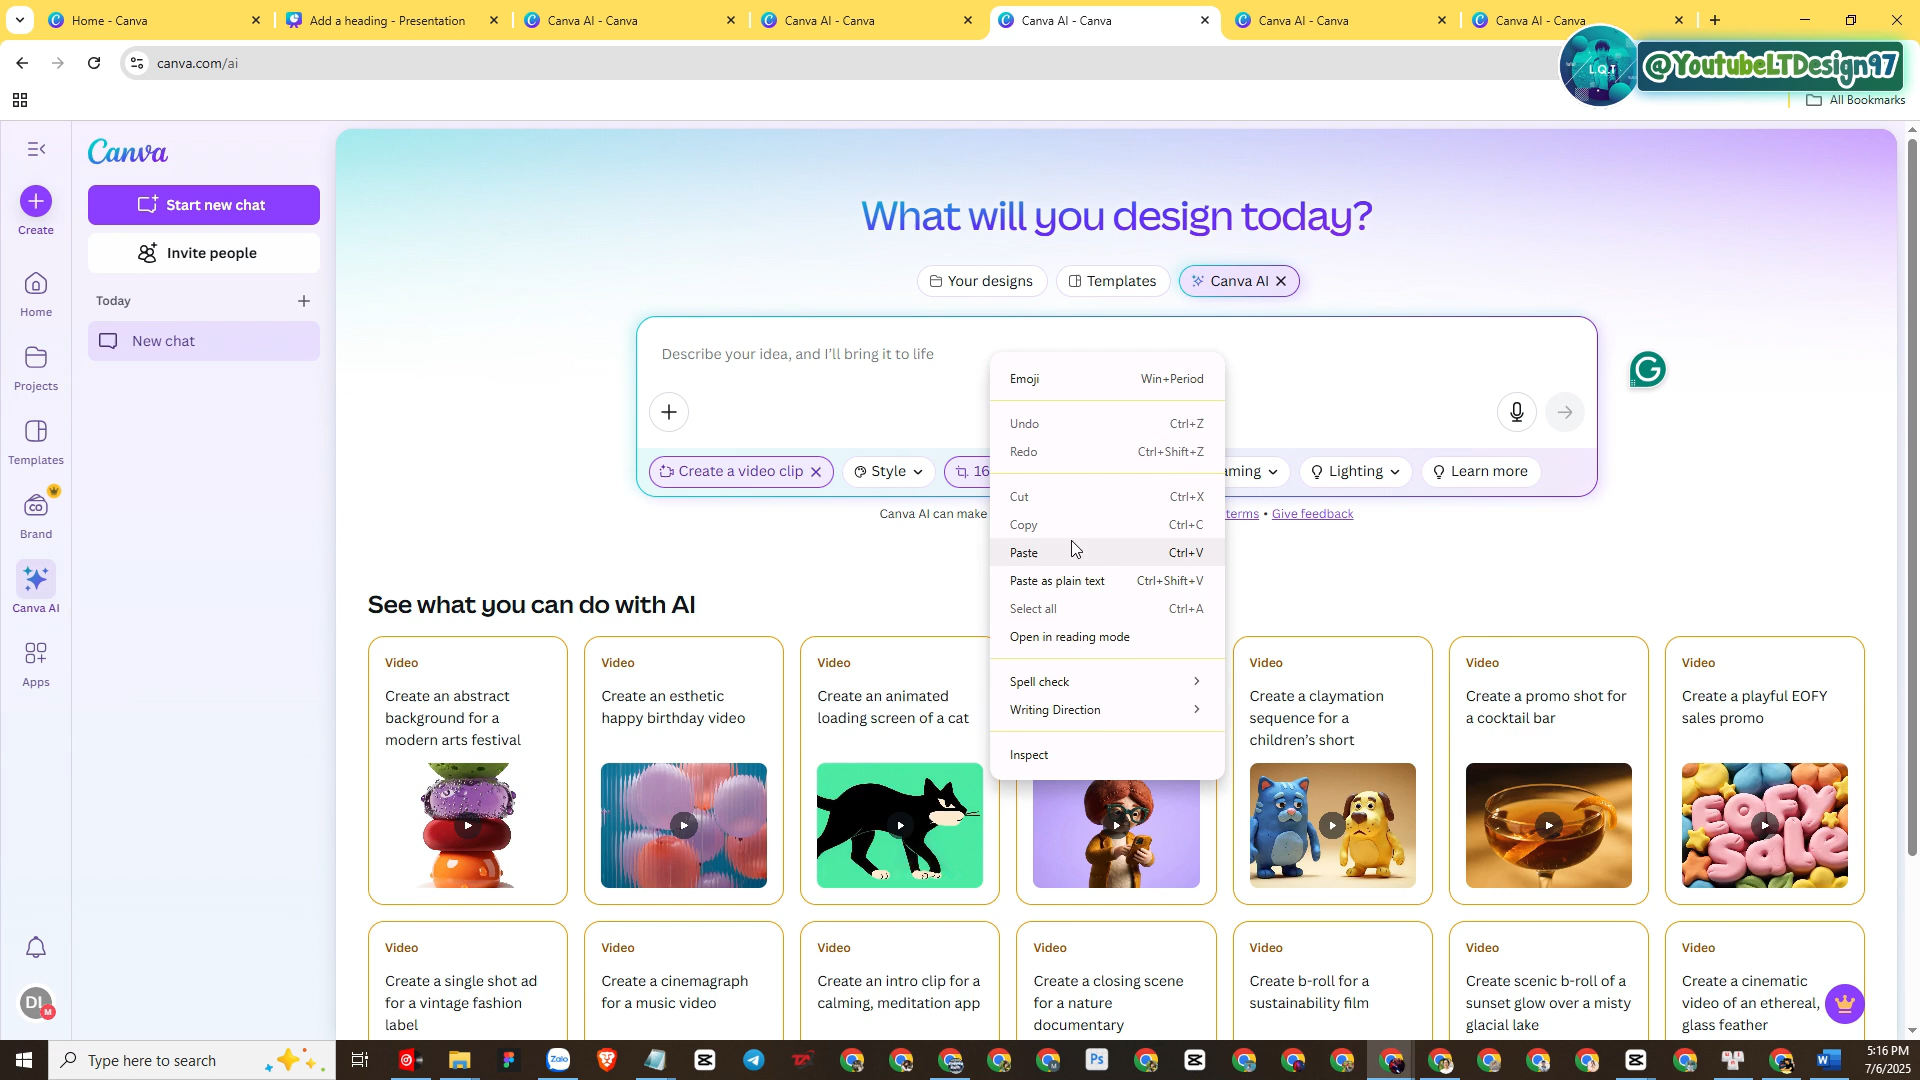 Home - Canva
Add a heading - Presentation
Canva AI - Canva
Canva AI - Canva
Canva AI - Canva
Canva AI - Canva
Canva AI - Canva
canva.com/ai
L.Q.T
@YoutubeLTDesign97
All Bookmarks
Canva
Create
Home
Projects
Templates
Brand
Canva AI
Apps
DI
M
Start new chat
Invite people
Today
New chat
What will you design today?
Your designs
Templates
Canva AI
Describe your idea, and I'll bring it to life
Create a video clip
Style
16
aming
Lighting
Learn more
Canva AI can make
terms • Give feedback
Emoji Win+Period
Undo Ctrl+Z
Redo Ctrl+Shift+Z
Cut Ctrl+X
Copy Ctrl+C
Paste Ctrl+V
Paste as plain text Ctrl+Shift+V
Select all Ctrl+A
Open in reading mode
Spell check
Writing Direction
Inspect
See what you can do with AI
Video
Create an abstract
background for a
modern arts festival
Video
Create an esthetic
happy birthday video
Video
Create an animated
loading screen of a cat
Video
Create a claymation
sequence for a
children's short
Video
Create a promo shot for
a cocktail bar
Video
Create a playful EOFY
sales promo
EOFY
Sale
Video
Create a single shot ad
for a vintage fashion
label
Video
Create a cinemagraph
for a music video
Video
Create an intro clip for a
calming, meditation app
Video
Create a closing scene
for a nature
documentary
Video
Create b-roll for a
sustainability film
Video
Create scenic b-roll of a
sunset glow over a misty
glacial lake
Video
Create a cinematic
video of an ethereal,
glass feather
Type here to search
Zalo
Ps
5:16 PM
7/6/2025